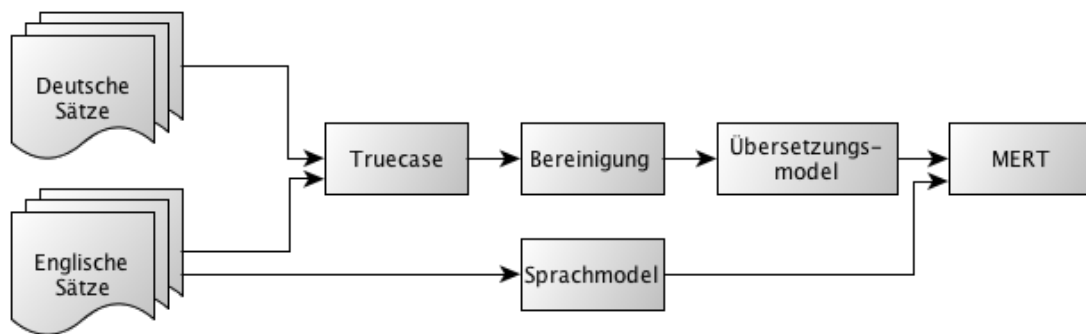 Deutsche
Sätze
Truecase
Bereinigung
Übersetzungs-
model
MERT
Englische
Sätze
Sprachmodel